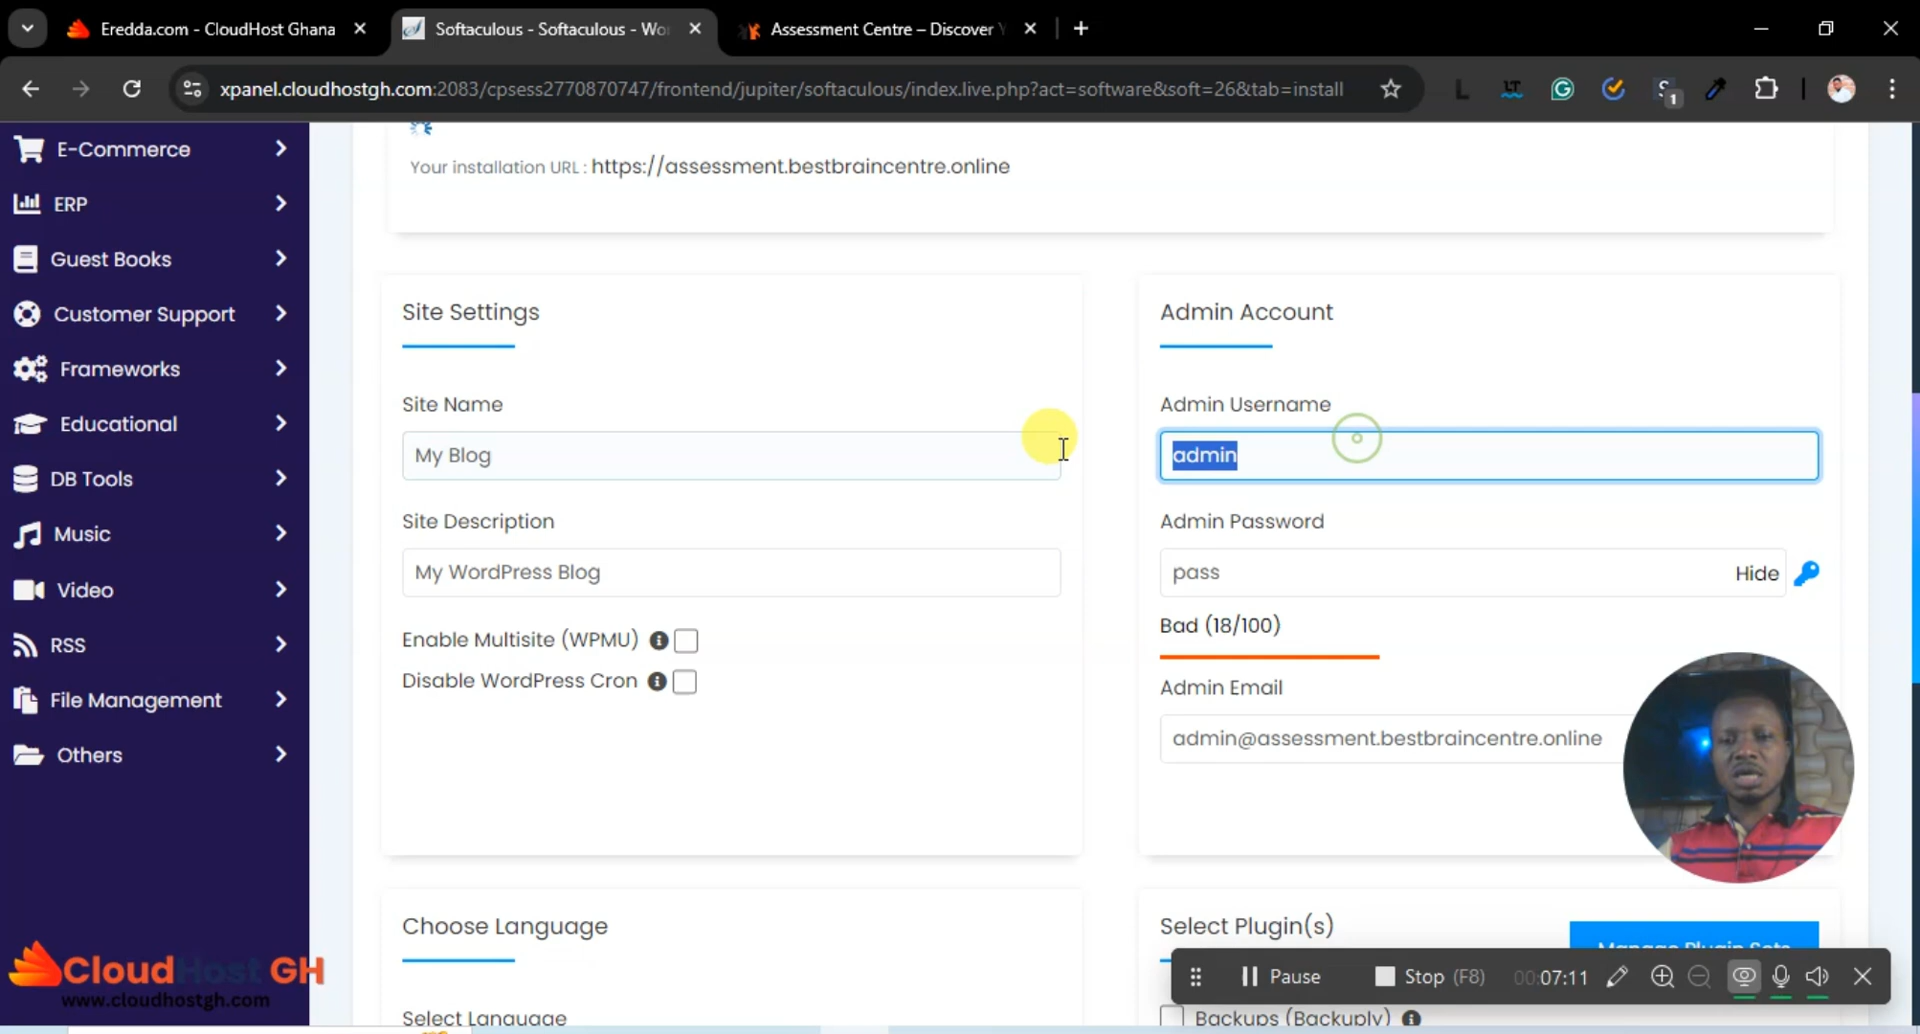 Eredda.com - CloudHost Ghana
Softaculous - Softaculous - Wo
Assessment Centre – Discover
xpanel.cloudhostgh.com:2083/cpsess2770870747/frontend/jupiter/softaculous/index.live.php?act=software&soft=26&tab=install
1
E-Commerce
ERP
Guest Books
Customer Support
Frameworks
Educational
DB Tools
Music
Video
RSS
File Management
Others
CloudHost GH
www.cloudhostgh.com
Your installation URL : https://assessment.bestbraincentre.online
Site Settings
Site Name
My Blog
Site Description
My WordPress Blog
Enable Multisite (WPMU)
Disable WordPress Cron
Admin Account
Admin Username
admin
Admin Password
pass
Hide
Bad (18/100)
Admin Email
admin@assessment.bestbraincentre.online
Choose Language
Select Language
Select Plugin(s)
Manage Plugin Sets
Backups (Backuply)
Pause
Stop (F8)
00:07:11